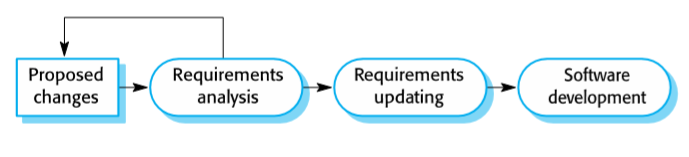 Proposed
changes
Requirements
analysis
Requirements
updating
Software
development